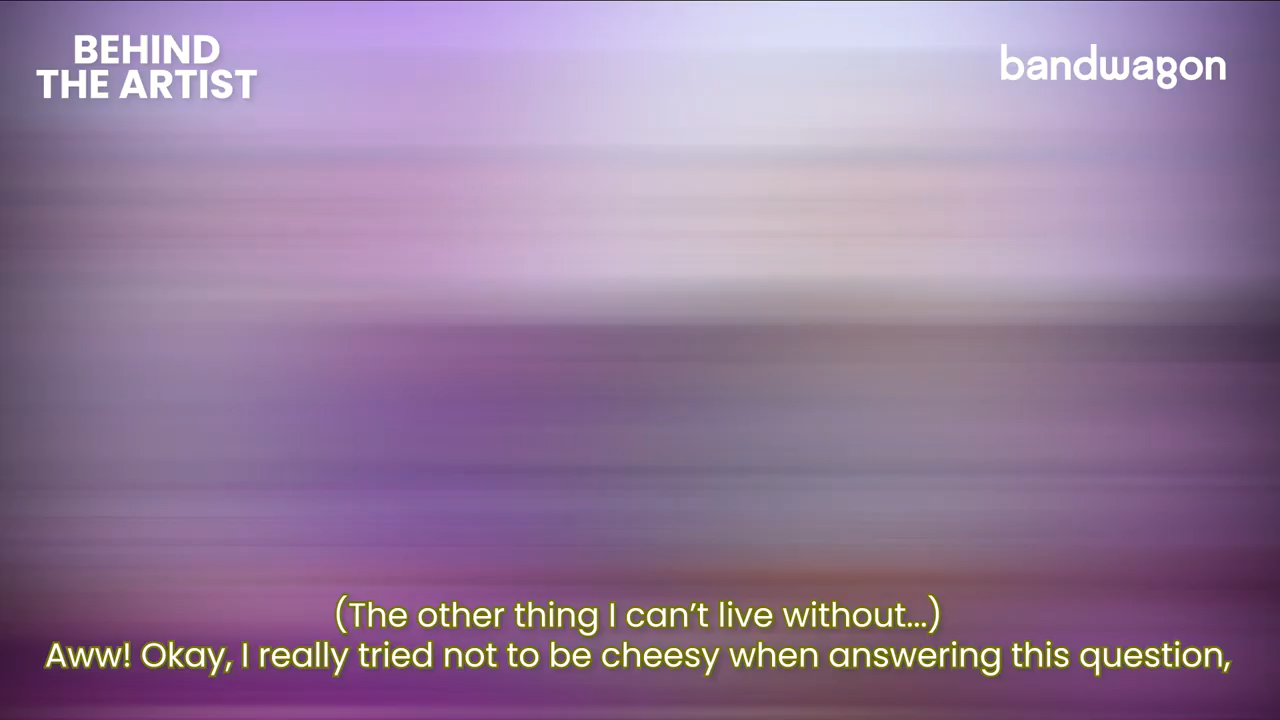 BEHIND
THE ARTIST
bandwagon
(The other thing I can’t live without...)
Aww! Okay, I really tried not to be cheesy when answering this question,